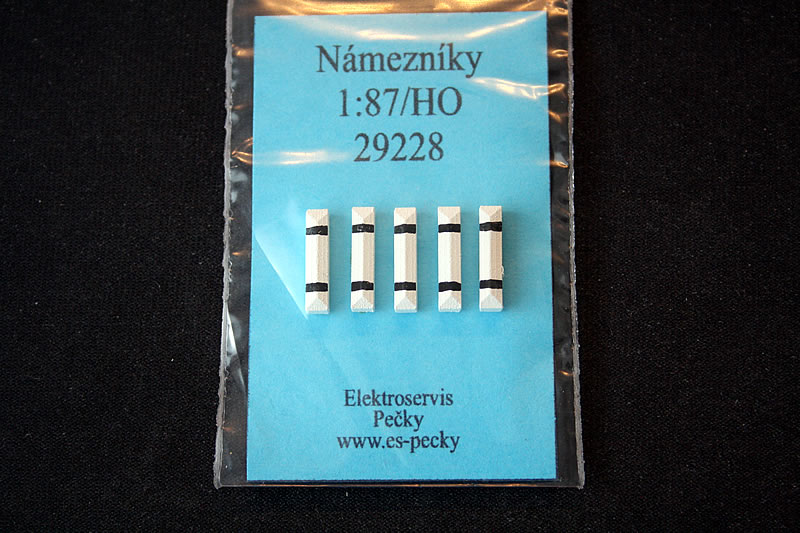 Námezníky
1:87/HO
29228
Elektroservis
Pečky
www.es-pecky